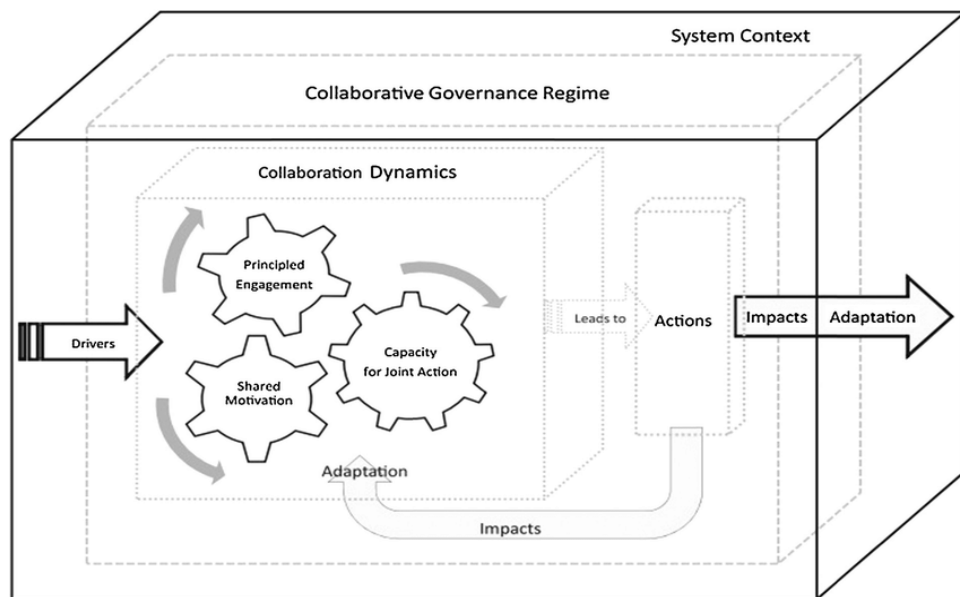 System Context
Collaborative Governance Regime
Collaboration Dynamics
Principled
Engagement
Shared
Motivation
Capacity
for Joint Action
Drivers
Leads to
Actions
Impacts
Adaptation
Adaptation
Impacts